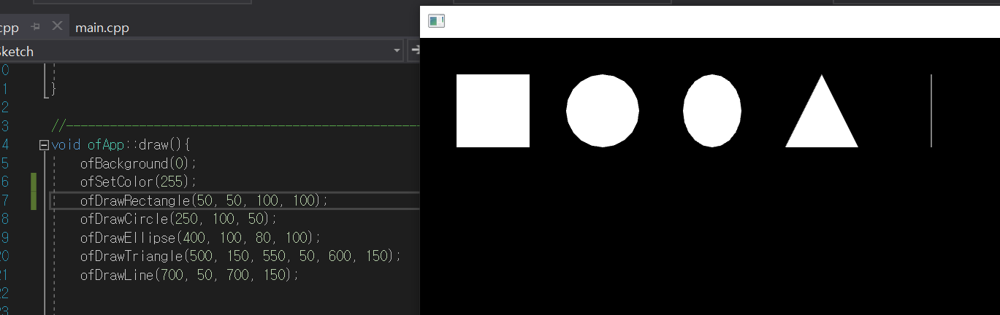 cpp main.cpp
Sketch
0
1 }
2
3 //--------------------------------------------------
4 void ofApp::draw(){
5 ofBackground(0);
6 ofSetColor(255);
7 ofDrawRectangle(50, 50, 100, 100);
8 ofDrawCircle(250, 100, 50);
9 ofDrawEllipse(400, 100, 80, 100);
20 ofDrawTriangle(500, 150, 550, 50, 600, 150);
21 ofDrawLine(700, 50, 700, 150);
22
23